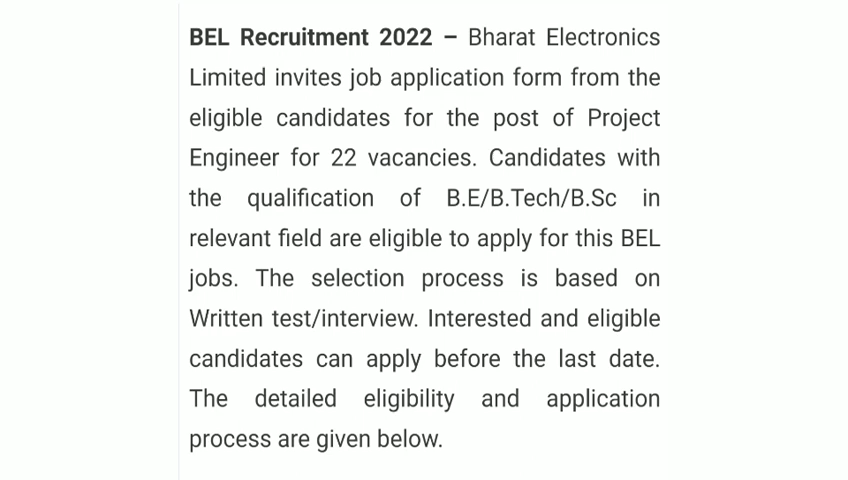 BEL Recruitment 2022 – Bharat Electronics
Limited invites job application form from the
eligible candidates for the post of Project
Engineer for 22 vacancies. Candidates with
the qualification of B.E/B.Tech/B.Sc in
relevant field are eligible to apply for this BEL
jobs. The selection process is based on
Written test/interview. Interested and eligible
candidates can apply before the last date.
The detailed eligibility and application
process are given below.